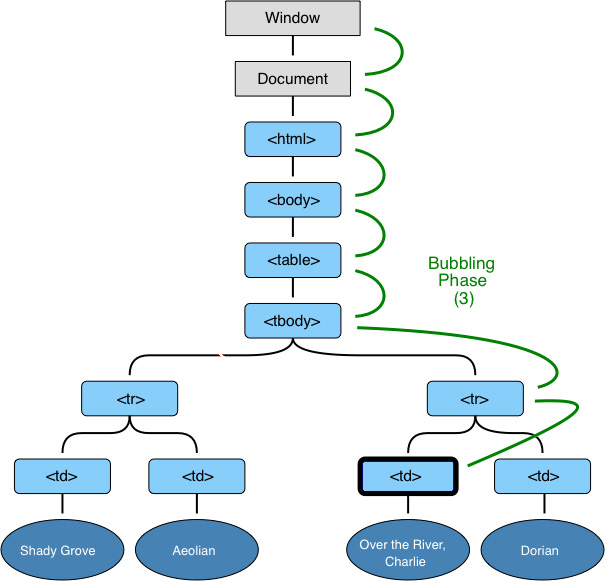 Window
Document
<html>
<body>
<table>
Bubbling
Phase
(3)
<tbody>
<tr>
<tr>
<td>
<td>
<td>
<td>
Shady Grove
Aeolian
Over the River,
Charlie
Dorian